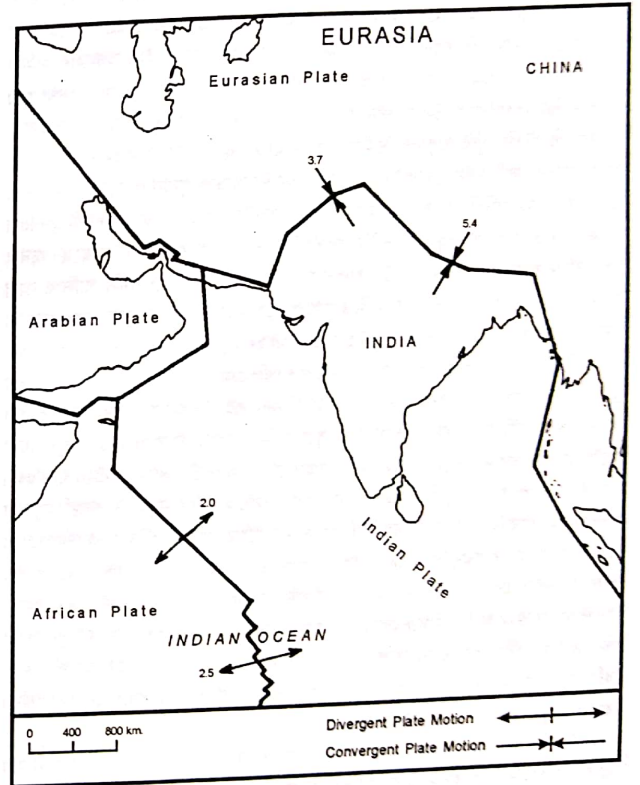 EURASIA
Eurasian Plate
CHINA
3.7
5.4
Arabian Plate
INDIA
2.0
Indian Plate
African Plate
INDIAN OCEAN
2.5
0 400 800 km.
Divergent Plate Motion
Convergent Plate Motion